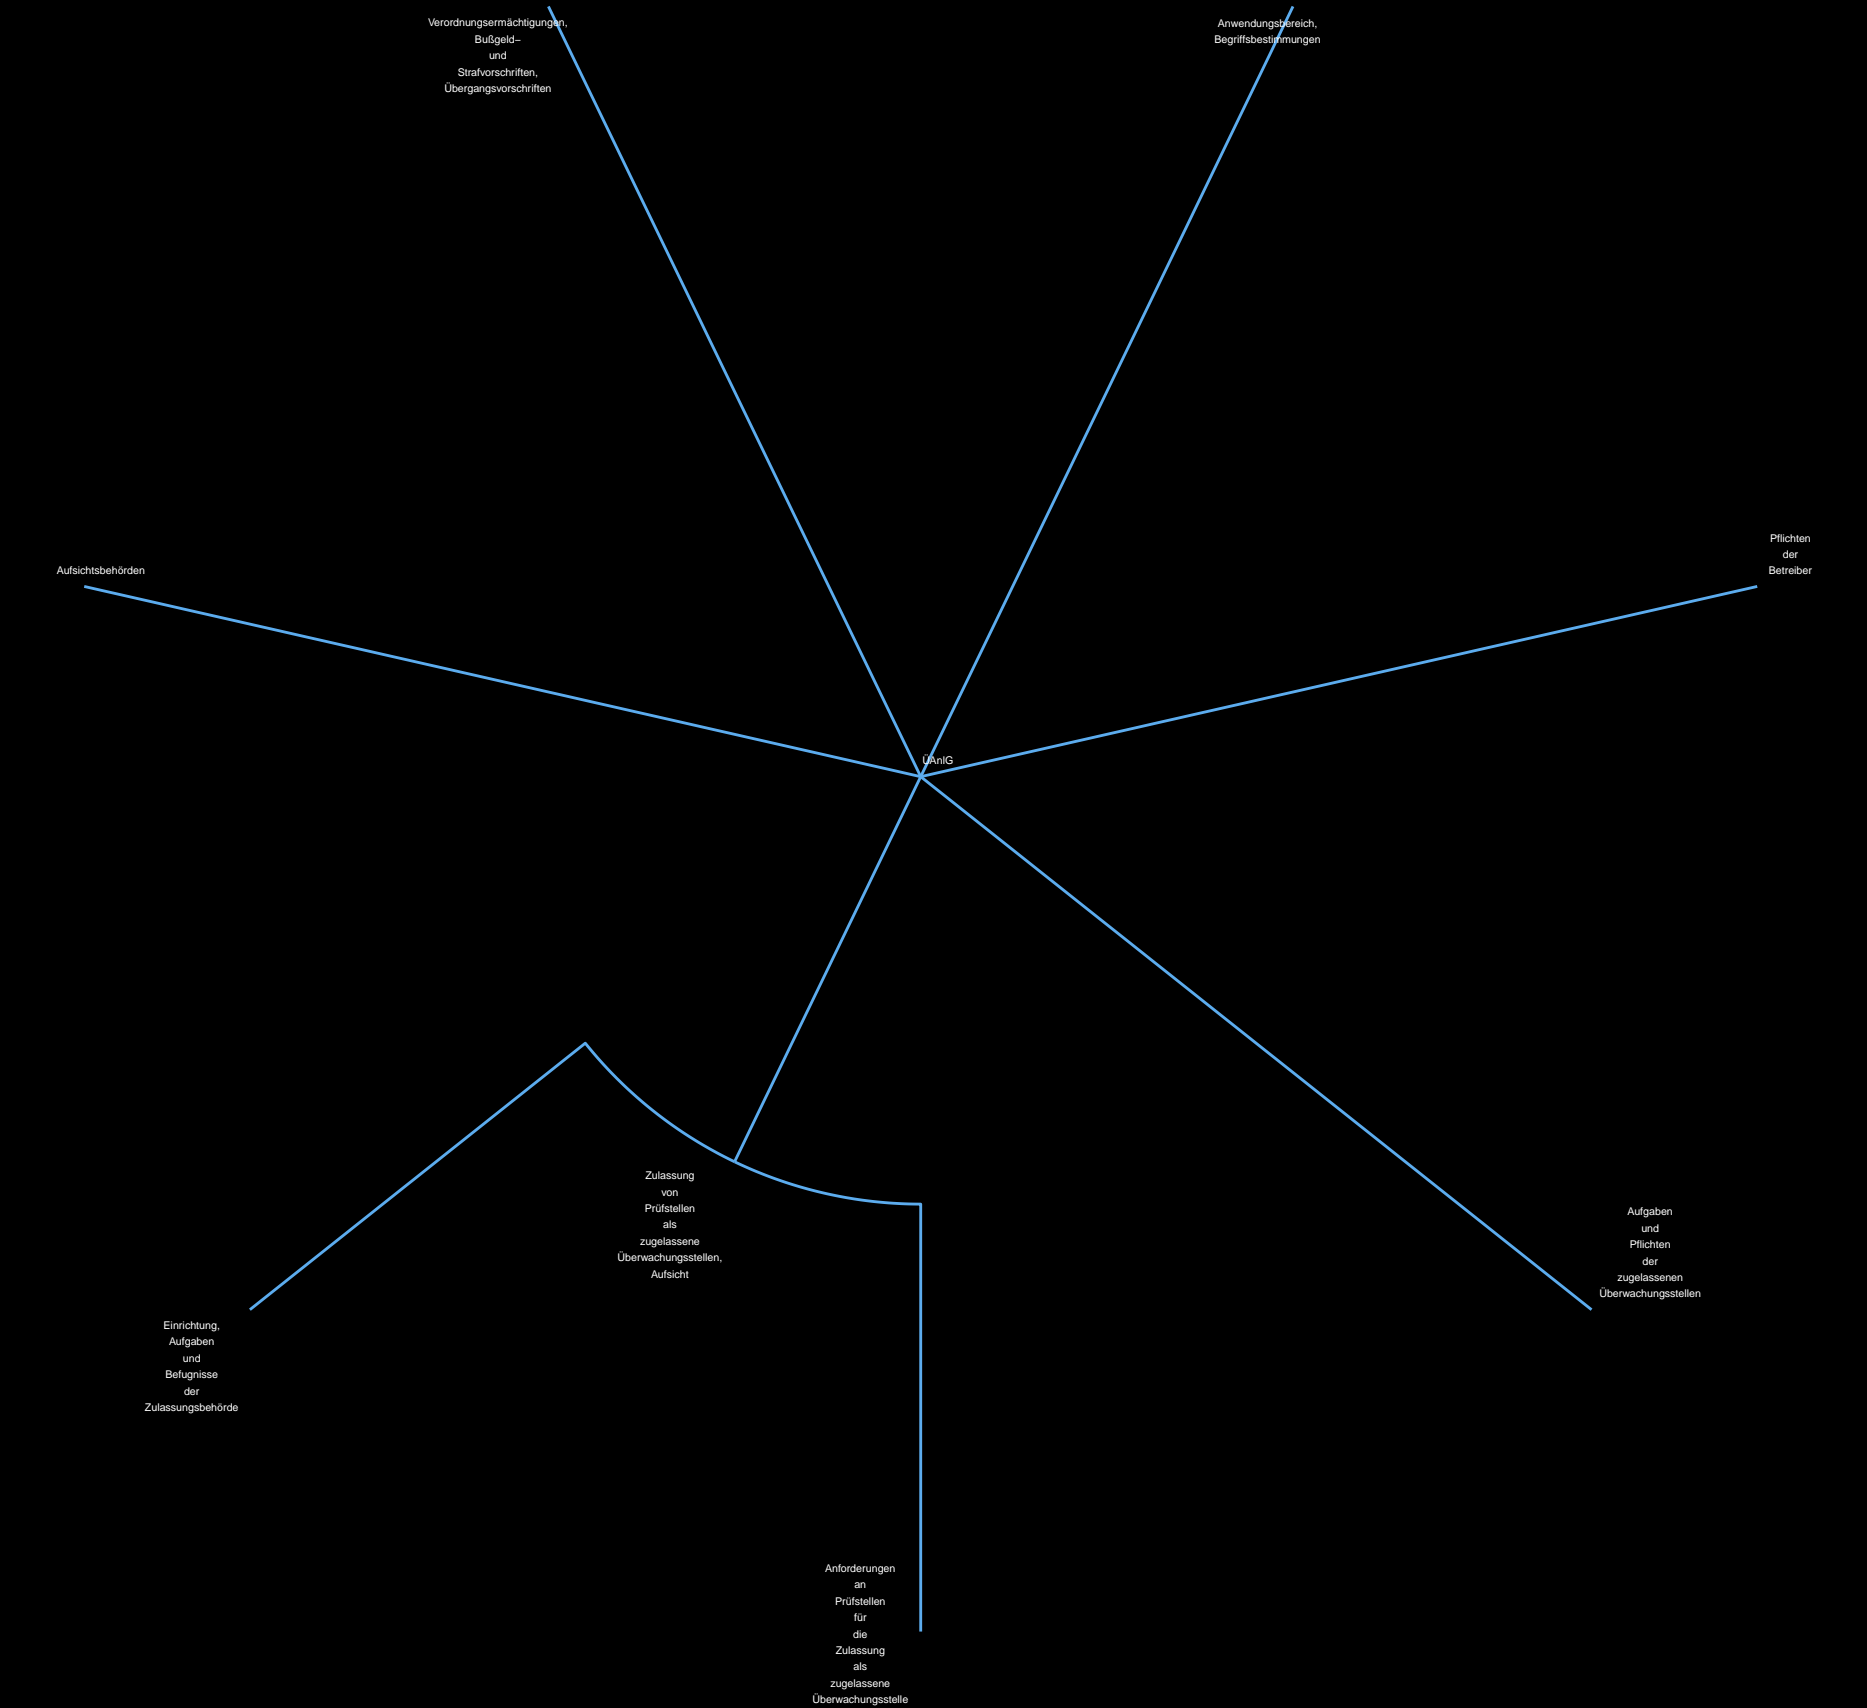 Verordnungsermächtigungen,
Bußgeld–
und
Strafvorschriften,
Übergangsvorschriften
Anwendungsbereich,
Begriffsbestimmungen
Aufsichtsbehörden
Pflichten
der
Betreiber
ÜAnlG
Zulassung
von
Prüfstellen
als
zugelassene
Überwachungsstellen,
Aufsicht
Aufgaben
und
Pflichten
der
zugelassenen
Überwachungsstellen
Einrichtung,
Aufgaben
und
Befugnisse
der
Zulassungsbehörde
Anforderungen
an
Prüfstellen
für
die
Zulassung
als
zugelassene
Überwachungsstelle